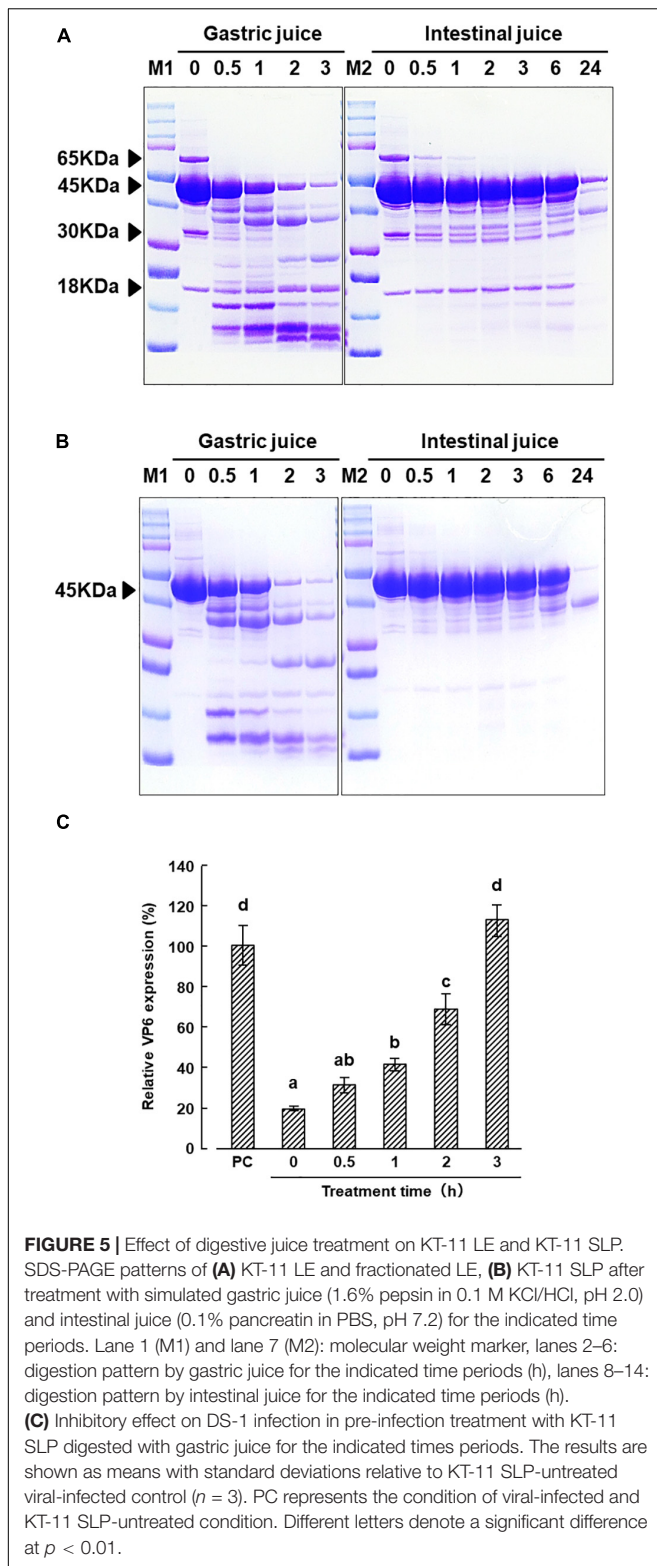 A
Gastric juice Intestinal juice
M1 0 0.5 1 2 3 M2 0 0.5 1 2 3 6 24
65KDa
45KDa
30KDa
18KDa
B
Gastric juice Intestinal juice
M1 0 0.5 1 2 3 M2 0 0.5 1 2 3 6 24
45KDa
C
Relative VP6 expression (%)
140
120
100
80
60
40
20
0
d
a
ab
b
c
d
PC 0 0.5 1 2 3
Treatment time (h)
FIGURE 5 | Effect of digestive juice treatment on KT-11 LE and KT-11 SLP.
SDS-PAGE patterns of (A) KT-11 LE and fractionated LE, (B) KT-11 SLP after
treatment with simulated gastric juice (1.6% pepsin in 0.1 M KCl/HCl, pH 2.0)
and intestinal juice (0.1% pancreatin in PBS, pH 7.2) for the indicated time
periods. Lane 1 (M1) and lane 7 (M2): molecular weight marker, lanes 2–6:
digestion pattern by gastric juice for the indicated time periods (h), lanes 8–14:
digestion pattern by intestinal juice for the indicated time periods (h).
(C) Inhibitory effect on DS-1 infection in pre-infection treatment with KT-11
SLP digested with gastric juice for the indicated times periods. The results are
shown as means with standard deviations relative to KT-11 SLP-untreated
viral-infected control (n = 3). PC represents the condition of viral-infected and
KT-11 SLP-untreated condition. Different letters denote a significant difference
at p < 0.01.